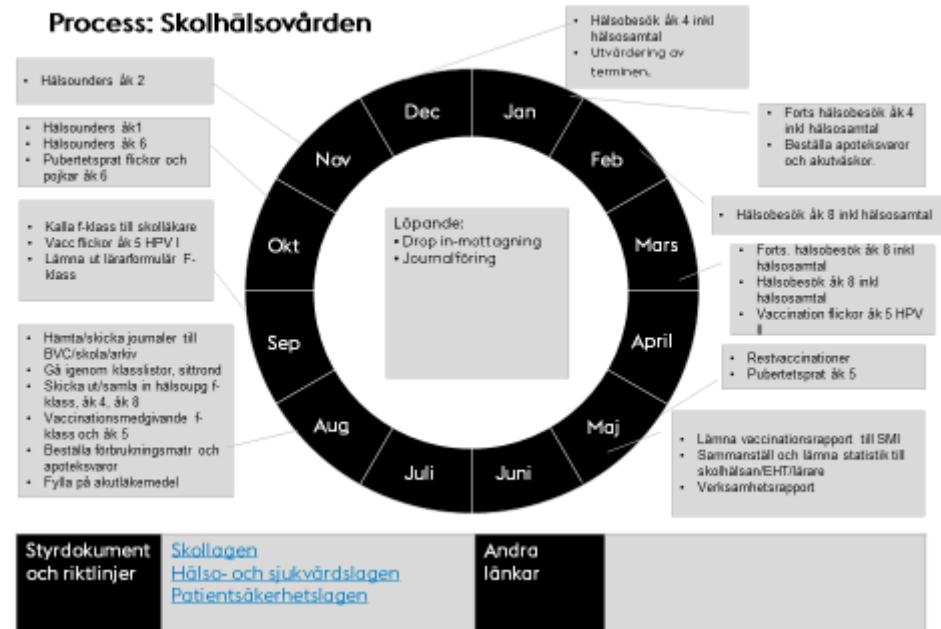 Process: Skolhälsovården
• Hälsobesök åk 4 inkl
hälsosamtal
• Utvärdering av
terminen.
• Hälsounders åk 2
• Forts hälsobesök åk 4
inkl hälsosamtal
• Beställa apoteksvaror
och akutväskor.
• Hälsounders åk1
• Hälsounders åk 6
• Pubertetsprat flickor och
pojkar åk 6
• Kalla f-klass till skolläkare
• Vacc flickor åk 5 HPV I
• Lämna ut lärarformulär F-
klass
• Hälsobesök åk 8 inkl hälsosamtal
• Forts. hälsobesök åk 8 inkl
hälsosamtal
• Hälsobesök åk 8 inkl
hälsosamtal
• Vaccination flickor åk 5 HPV
II
• Hämta/skicka journaler till
BVC/skola/arkiv
• Gå igenom klasslistor, sittrond
• Skicka ut/samla in hälsoupg f-
klass, åk 4, åk 8
• Vaccinationsmedgivande f-
klass och åk 5
• Beställa förbrukningsmatr och
apoteksvaror
• Fylla på akutläkemedel
• Restvaccinationer
• Pubertetsprat åk 5
• Lämna vaccinationsrapport till SMI
• Sammanställ och lämna statistik till
skolhälsan/EHT/lärare
• Verksamhetsrapport
Jan
Feb
Mars
April
Maj
Juni
Juli
Aug
Sep
Okt
Nov
Dec
Löpande:
• Drop in-mottagning
• Journalföring
Styrdokument
och riktlinjer
Skollagen
Hälso- och sjukvårdslagen
Patientsäkerhetslagen
Andra
länkar